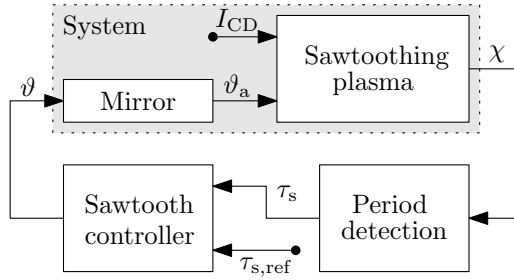 System
I_CD
Sawtoothing
plasma
χ
ϑ
Mirror
ϑ_a
Sawtooth
controller
τ_s
τ_s,ref
Period
detection